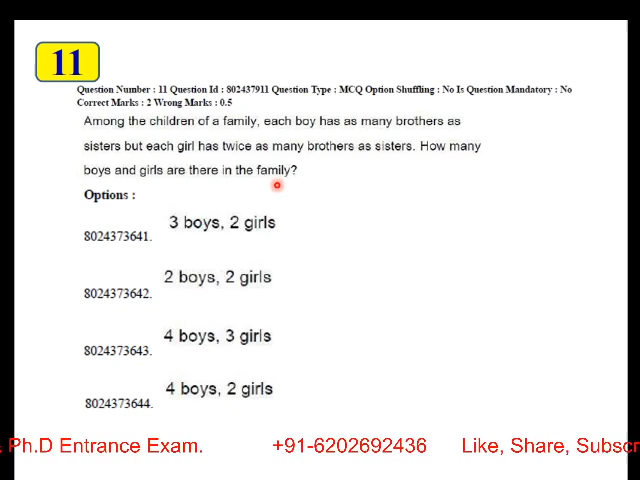 11
Question Number : 11 Question Id : 802437911 Question Type : MCQ Option Shuffling : No Is Question Mandatory : No
Correct Marks : 2 Wrong Marks : 0.5
Among the children of a family, each boy has as many brothers as
sisters but each girl has twice as many brothers as sisters. How many
boys and girls are there in the family?
Options :
3 boys, 2 girls
8024373641.
2 boys, 2 girls
8024373642.
4 boys, 3 girls
8024373643.
4 boys, 2 girls
8024373644.
Ph.D Entrance Exam. +91-6202692436 Like, Share, Subscr